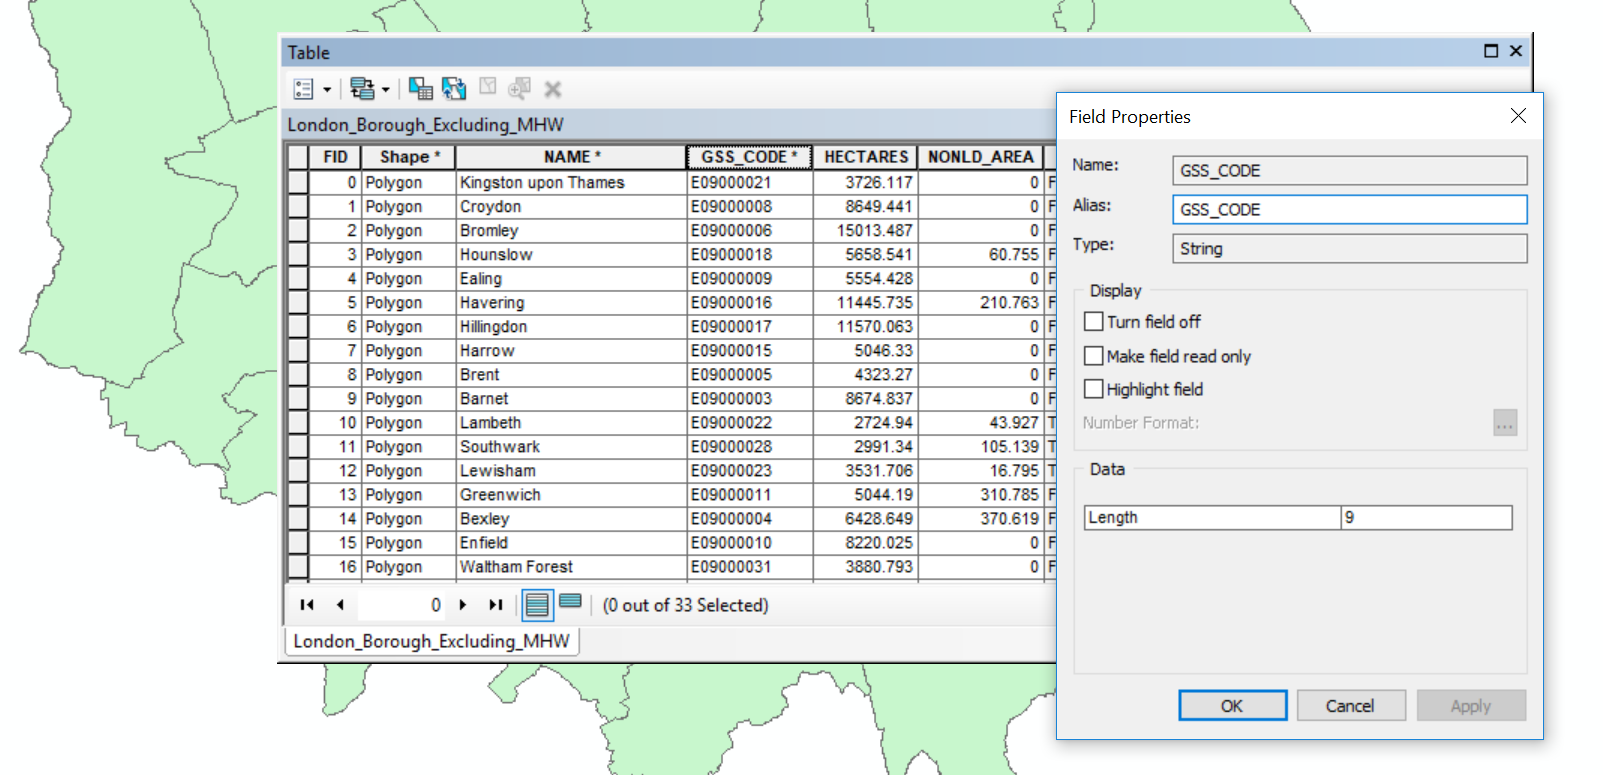 Table
London_Borough_Excluding_MHW
FID Shape * NAME * GSS_CODE * HECTARES NONLD_AREA
0 Polygon Kingston upon Thames E09000021 3726.117 0 F
1 Polygon Croydon E09000008 8649.441 0 F
2 Polygon Bromley E09000006 15013.487 0 F
3 Polygon Hounslow E09000018 5658.541 60.755 F
4 Polygon Ealing E09000009 5554.428 0 F
5 Polygon Havering E09000016 11445.735 210.763 F
6 Polygon Hillingdon E09000017 11570.063 0 F
7 Polygon Harrow E09000015 5046.33 0 F
8 Polygon Brent E09000005 4323.27 0 F
9 Polygon Barnet E09000003 8674.837 0 F
10 Polygon Lambeth E09000022 2724.94 43.927 T
11 Polygon Southwark E09000028 2991.34 105.139 T
12 Polygon Lewisham E09000023 3531.706 16.795 T
13 Polygon Greenwich E09000011 5044.19 310.785 F
14 Polygon Bexley E09000004 6428.649 370.619 F
15 Polygon Enfield E09000010 8220.025 0 F
16 Polygon Waltham Forest E09000031 3880.793 0 F
0 (0 out of 33 Selected)
London_Borough_Excluding_MHW
Field Properties
Name: GSS_CODE
Alias: GSS_CODE
Type: String
Display
Turn field off
Make field read only
Highlight field
Number Format: ...
Data
Length 9
OK Cancel Apply